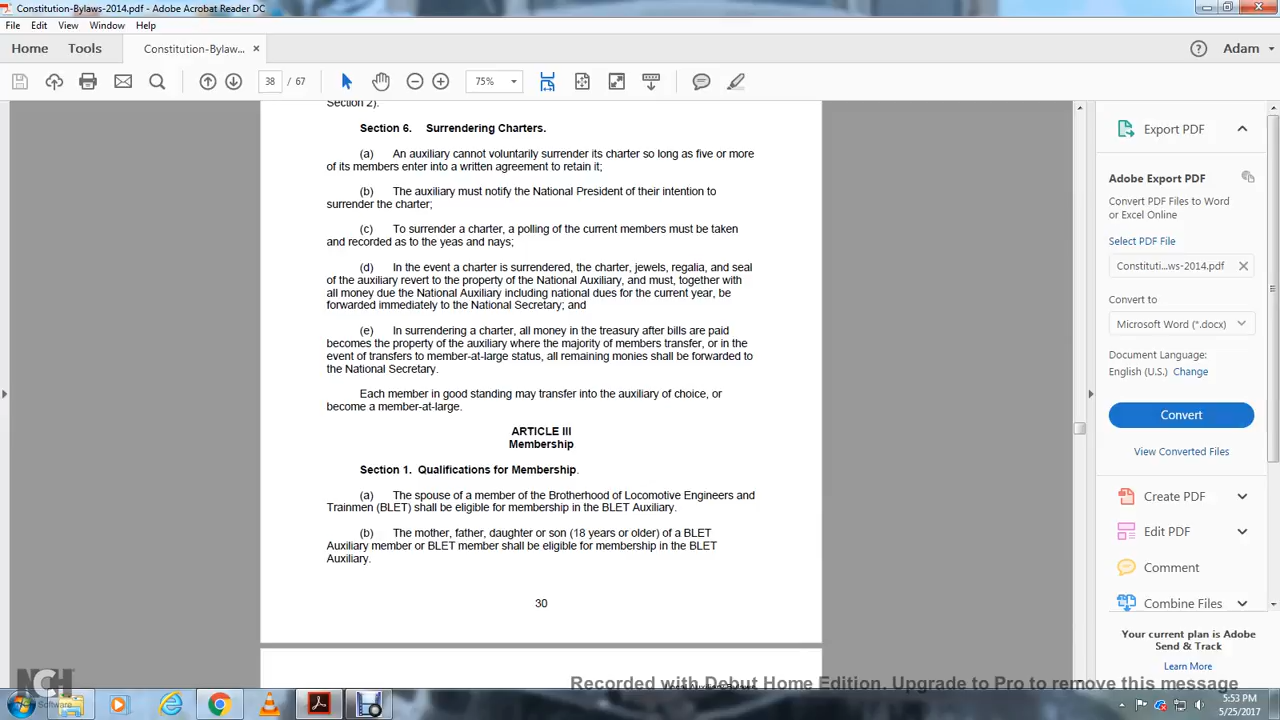 Constitution-Bylaws-2014.pdf - Adobe Acrobat Reader DC
File Edit View Window Help
Home Tools Constitution-Bylaw... × Adam
38 / 67 75%
Section 2).
Section 6. Surrendering Charters.
(a) An auxiliary cannot voluntarily surrender its charter so long as five or more
of its members enter into a written agreement to retain it;
(b) The auxiliary must notify the National President of their intention to
surrender the charter;
(c) To surrender a charter, a polling of the current members must be taken
and recorded as to the yeas and nays;
(d) In the event a charter is surrendered, the charter, jewels, regalia, and seal
of the auxiliary revert to the property of the National Auxiliary, and must, together with
all money due the National Auxiliary including national dues for the current year, be
forwarded immediately to the National Secretary; and
(e) In surrendering a charter, all money in the treasury after bills are paid
becomes the property of the auxiliary where the majority of members transfer, or in the
event of transfers to member-at-large status, all remaining monies shall be forwarded to
the National Secretary.
Each member in good standing may transfer into the auxiliary of choice, or
become a member-at-large.
ARTICLE III
Membership
Section 1. Qualifications for Membership.
(a) The spouse of a member of the Brotherhood of Locomotive Engineers and
Trainmen (BLET) shall be eligible for membership in the BLET Auxiliary.
(b) The mother, father, daughter or son (18 years or older) of a BLET
Auxiliary member or BLET member shall be eligible for membership in the BLET
Auxiliary.
30
Export PDF
Adobe Export PDF
Convert PDF Files to Word
or Excel Online
Select PDF File
Constituti...ws-2014.pdf
Convert to
Microsoft Word (*.docx)
Document Language:
English (U.S.) Change
Convert
View Converted Files
Create PDF
Edit PDF
Comment
Combine Files
Your current plan is Adobe
Send & Track
Learn More
NCH Software
Recorded with Debut Home Edition. Upgrade to Pro to remove this message
5:53 PM
5/25/2017